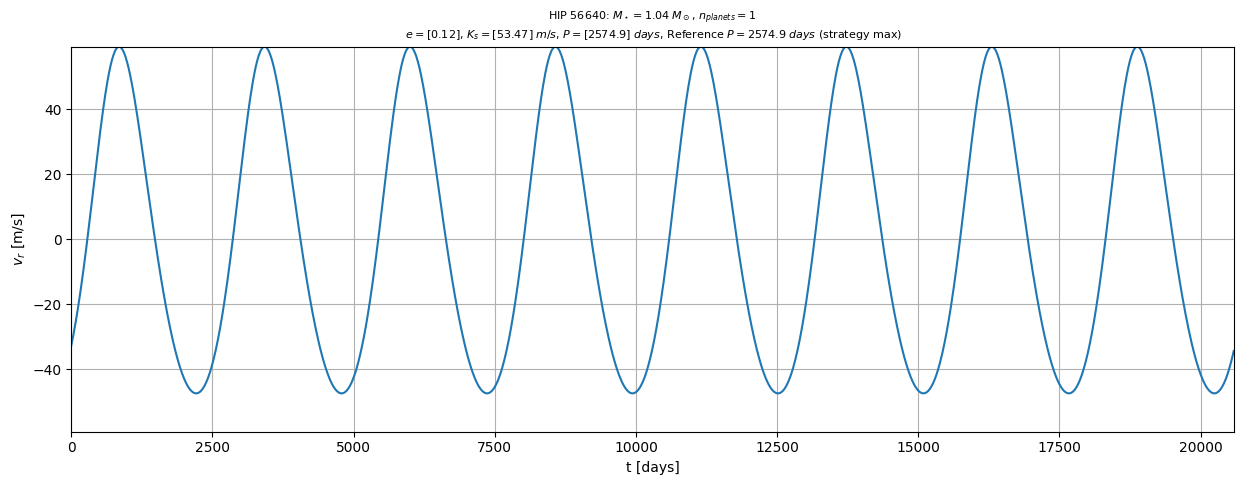 HIP 56640: M⋆ = 1.04 M⊙, nplanets = 1
e = [0.12], Ks = [53.47] m/s, P = [2574.9] days, Reference P = 2574.9 days (strategy max)
40
20
0
−20
−40
vr [m/s]
0 2500 5000 7500 10000 12500 15000 17500 20000
t [days]